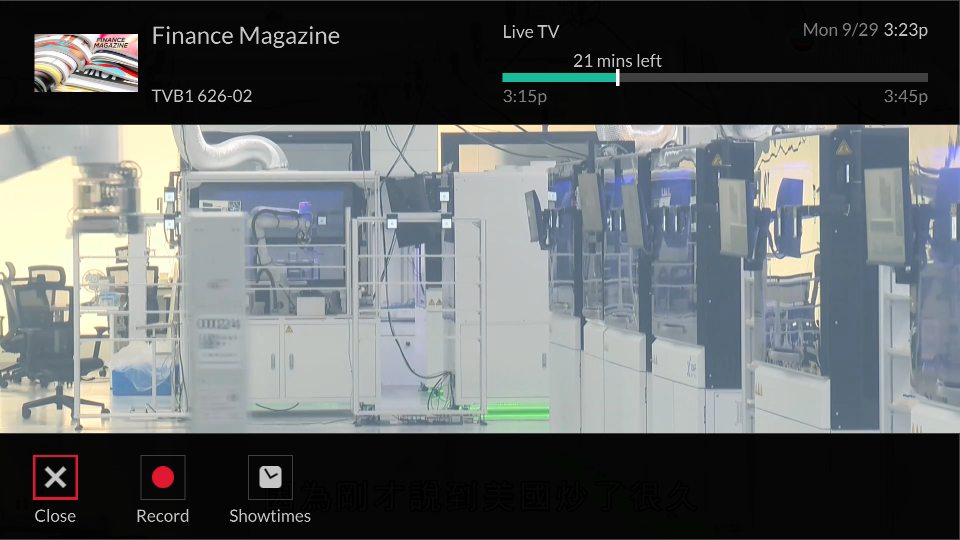 Finance Magazine
Live TV
Mon 9/29 3:23p
FINANCE
MAGAZINE
21 mins left
TVB1 626-02
3:15p
3:45p
因為剛才說到美國炒了很久
Close
Record
Showtimes